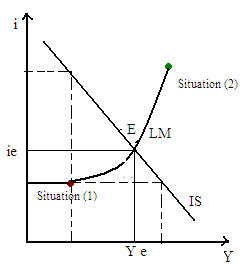 i
Situation (2)
E
LM
ie
Situation (1)
IS
Y e
Y